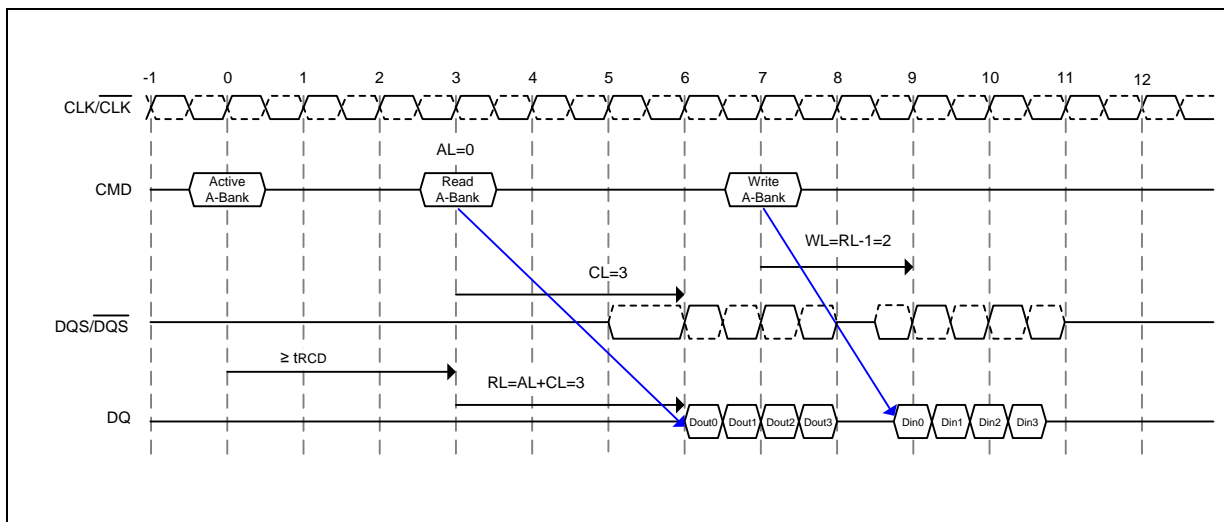 -1 0 1 2 3 4 5 6 7 8 9 10 11 12
CLK/CLK
AL=0
CMD
Active
A-Bank
Read
A-Bank
Write
A-Bank
WL=RL-1=2
CL=3
DQS/DQS
≥ tRCD
RL=AL+CL=3
DQ
Dout0 Dout1 Dout2 Dout3 Din0 Din1 Din2 Din3